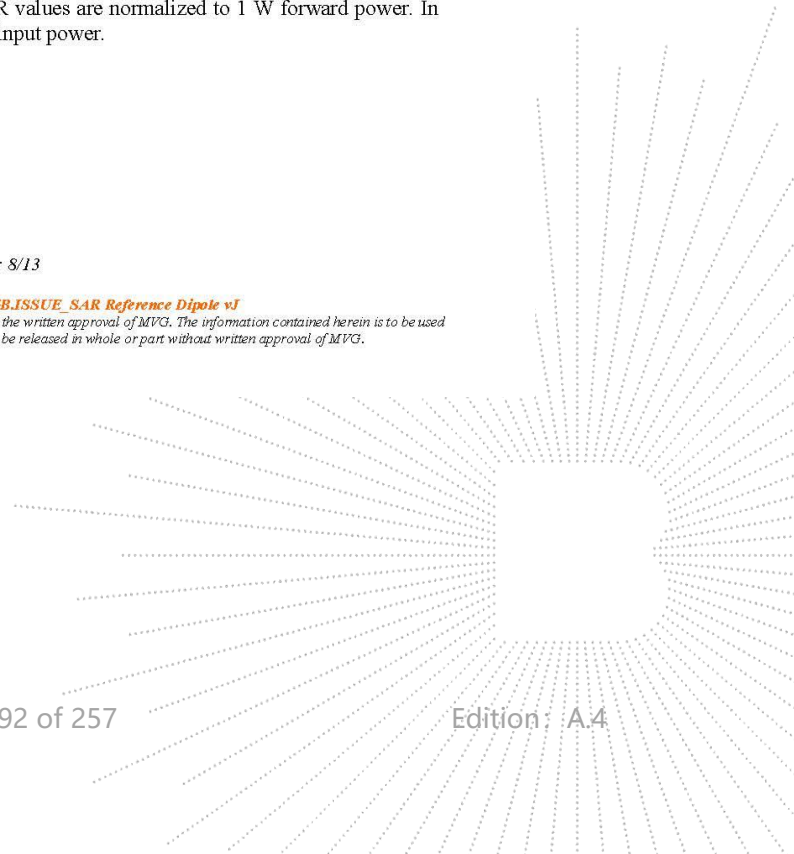 R values are normalized to 1 W forward power. In
input power.
: 8/13
B.ISSUE_SAR Reference Dipole vJ
the written approval of MVG. The information contained herein is to be used
be released in whole or part without written approval of MVG.
92 of 257 Edition: A.4